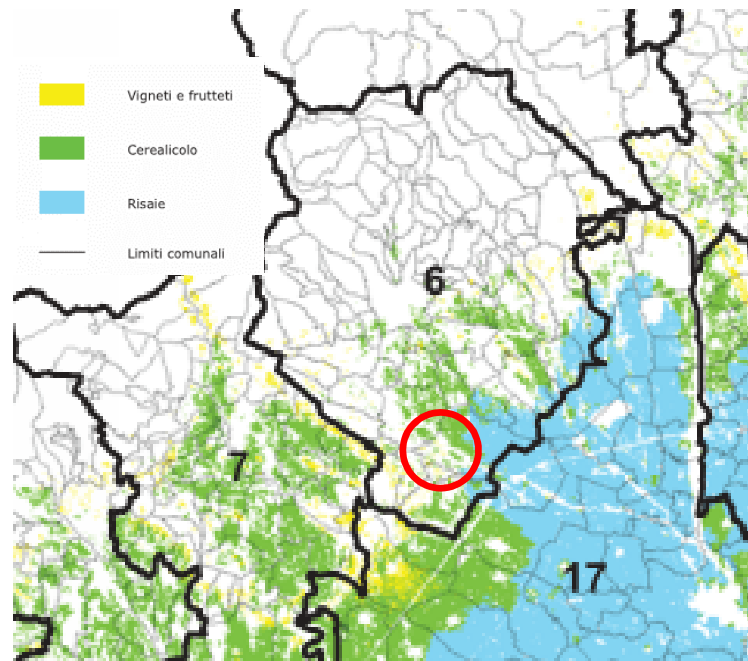 Vigneti e frutteti
Cerealicolo
Risaie
Limiti comunali
6
7
17